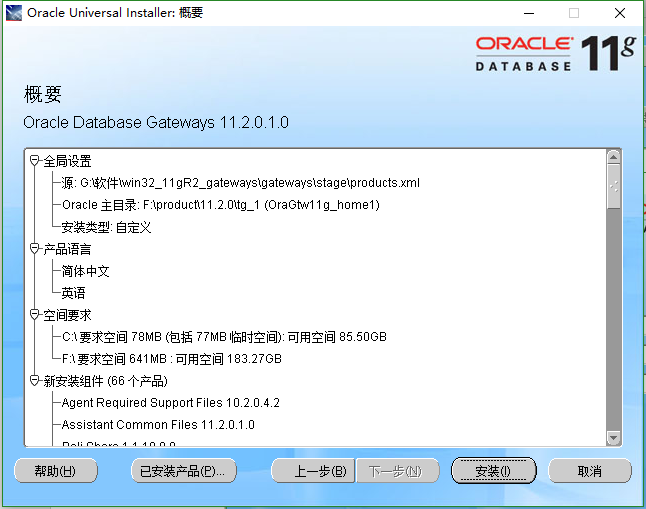 Oracle Universal Installer: 概要
ORACLE
DATABASE 11g
概要
Oracle Database Gateways 11.2.0.1.0
全局设置
源: G:\软件\win32_11gR2_gateways\gateways\stage\products.xml
Oracle 主目录: F:\product\11.2.0\tg_1 (OraGtw11g_home1)
安装类型: 自定义
产品语言
简体中文
英语
空间要求
C:\ 要求空间 78MB (包括 77MB 临时空间): 可用空间 85.50GB
F:\ 要求空间 641MB : 可用空间 183.27GB
新安装组件 (66 个产品)
Agent Required Support Files 10.2.0.4.2
Assistant Common Files 11.2.0.1.0
帮助(H) 已安装产品(P)... 上一步(B) 下一步(N) 安装(I) 取消